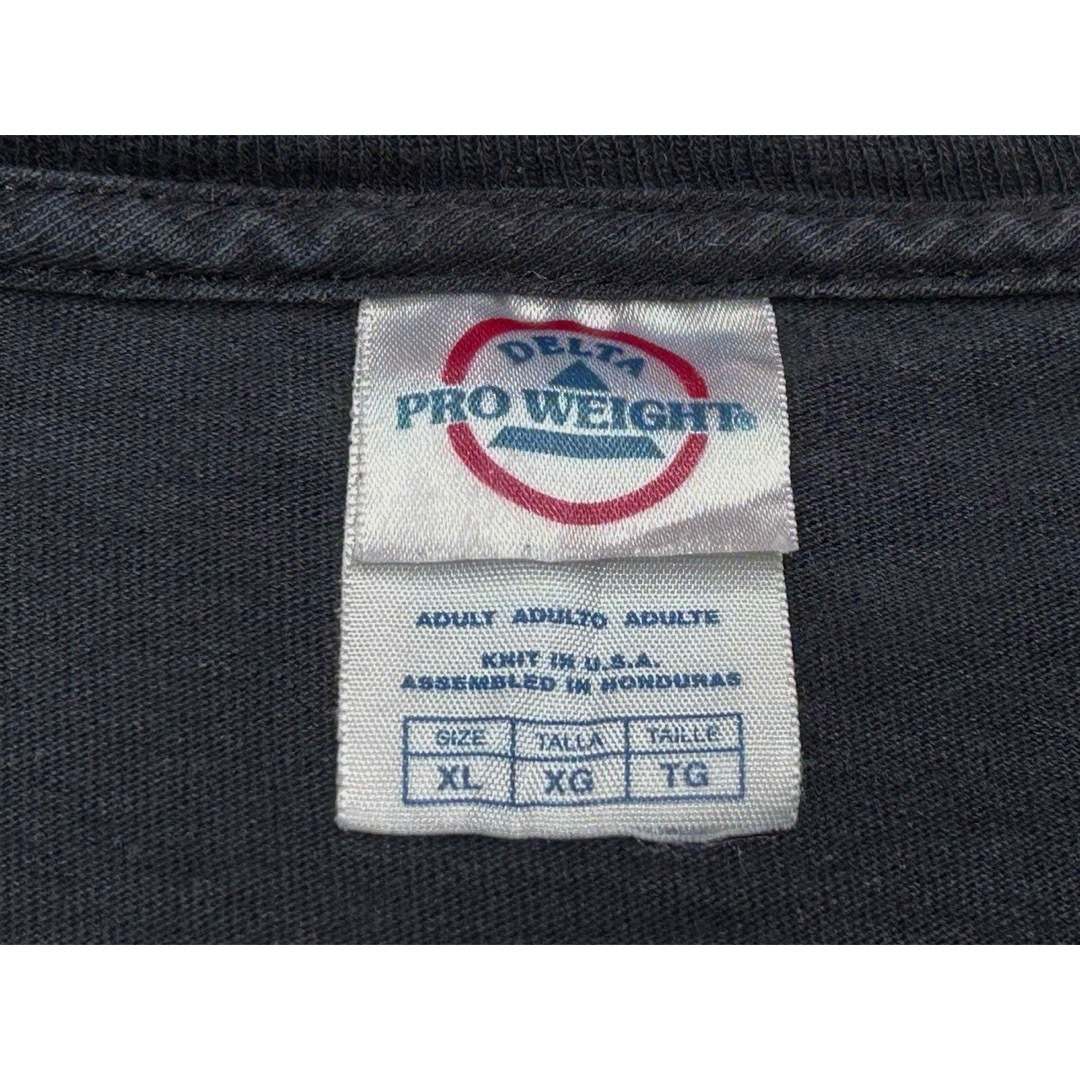 DELTA
PRO WEIGHT®
ADULT ADULTO ADULTE
KNIT IN U.S.A.
ASSEMBLED IN HONDURAS
SIZE TALLA TAILLE
XL XG TG